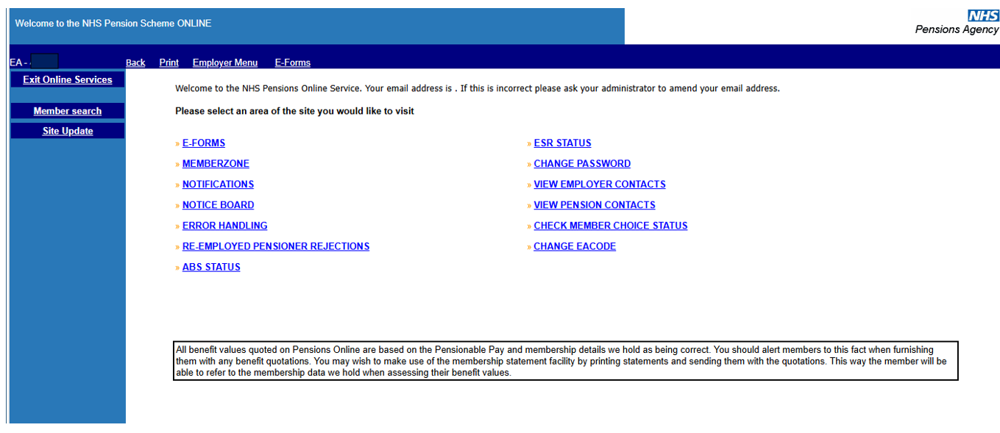 Welcome to the NHS Pension Scheme ONLINE
NHS
Pensions Agency
EA -
Back Print Employer Menu E-Forms
Exit Online Services
Member search
Site Update
Welcome to the NHS Pensions Online Service. Your email address is . If this is incorrect please ask your administrator to amend your email address.
Please select an area of the site you would like to visit
» E-FORMS
» MEMBERZONE
» NOTIFICATIONS
» NOTICE BOARD
» ERROR HANDLING
» RE-EMPLOYED PENSIONER REJECTIONS
» ABS STATUS
» ESR STATUS
» CHANGE PASSWORD
» VIEW EMPLOYER CONTACTS
» VIEW PENSION CONTACTS
» CHECK MEMBER CHOICE STATUS
» CHANGE EACODE
All benefit values quoted on Pensions Online are based on the Pensionable Pay and membership details we hold as being correct. You should alert members to this fact when furnishing
them with any benefit quotations. You may wish to make use of the membership statement facility by printing statements and sending them with the quotations. This way the member will be
able to refer to the membership data we hold when assessing their benefit values.